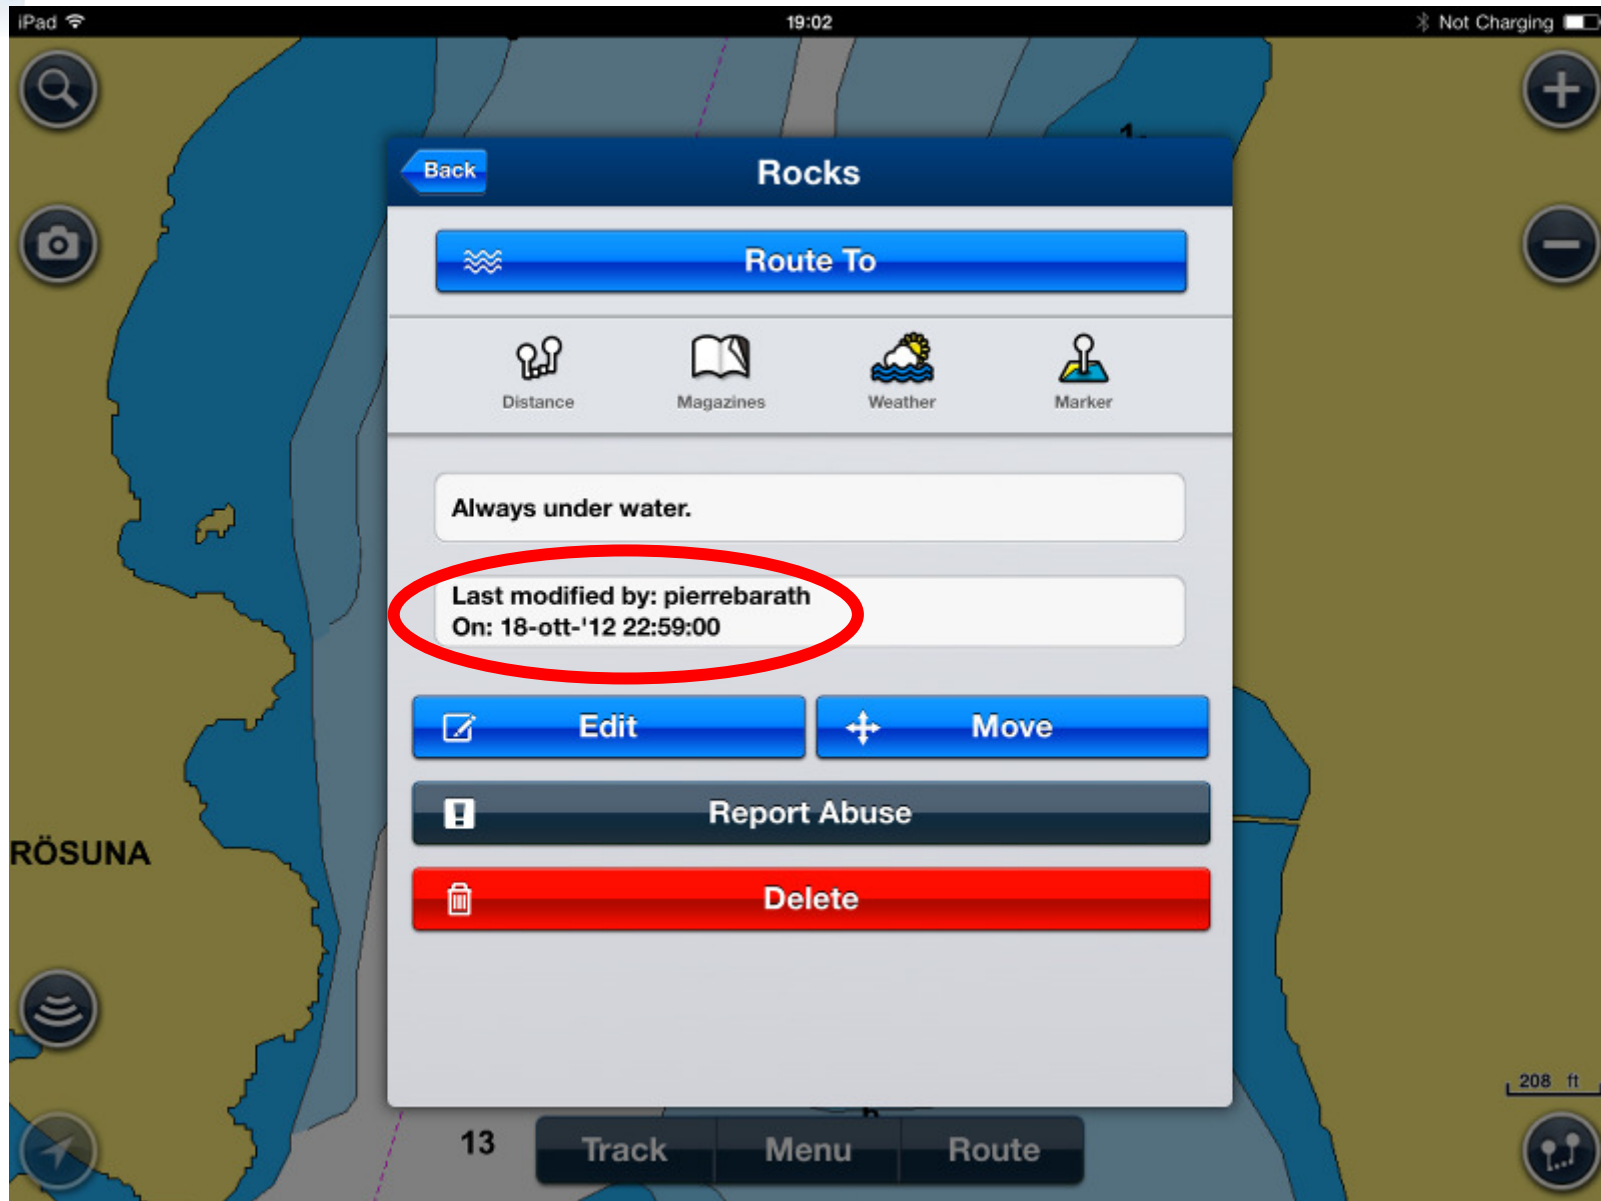 iPad 19:02 Not Charging
1.
Back Rocks
Route To
Distance Magazines Weather Marker
Always under water.
Last modified by: pierrebarath
On: 18-ott-'12 22:59:00
Edit Move
Report Abuse
RÖSUNA
Delete
208 ft
13 Track Menu Route